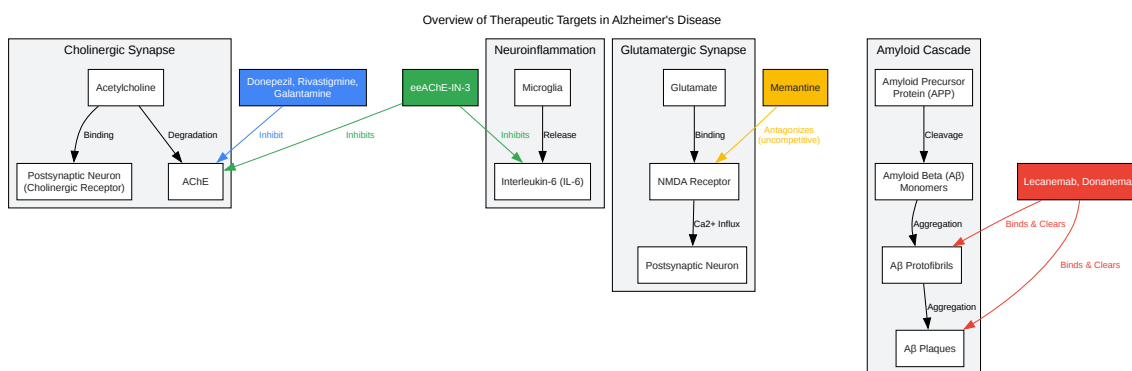 Overview of Therapeutic Targets in Alzheimer's Disease
Cholinergic Synapse
Acetylcholine
Binding
Degradation
Postsynaptic Neuron
(Cholinergic Receptor)
AChE
Donepezil, Rivastigmine,
Galantamine
Inhibit
eeAChE-IN-3
Inhibits
Inhibits
Neuroinflammation
Microglia
Release
Interleukin-6 (IL-6)
Glutamatergic Synapse
Glutamate
Binding
NMDA Receptor
Ca2+ Influx
Postsynaptic Neuron
Memantine
Antagonizes
(uncompetitive)
Amyloid Cascade
Amyloid Precursor
Protein (APP)
Cleavage
Amyloid Beta (Aβ)
Monomers
Aggregation
Aβ Protofibrils
Aggregation
Aβ Plaques
Lecanemab, Donanema
Binds & Clears
Binds & Clears